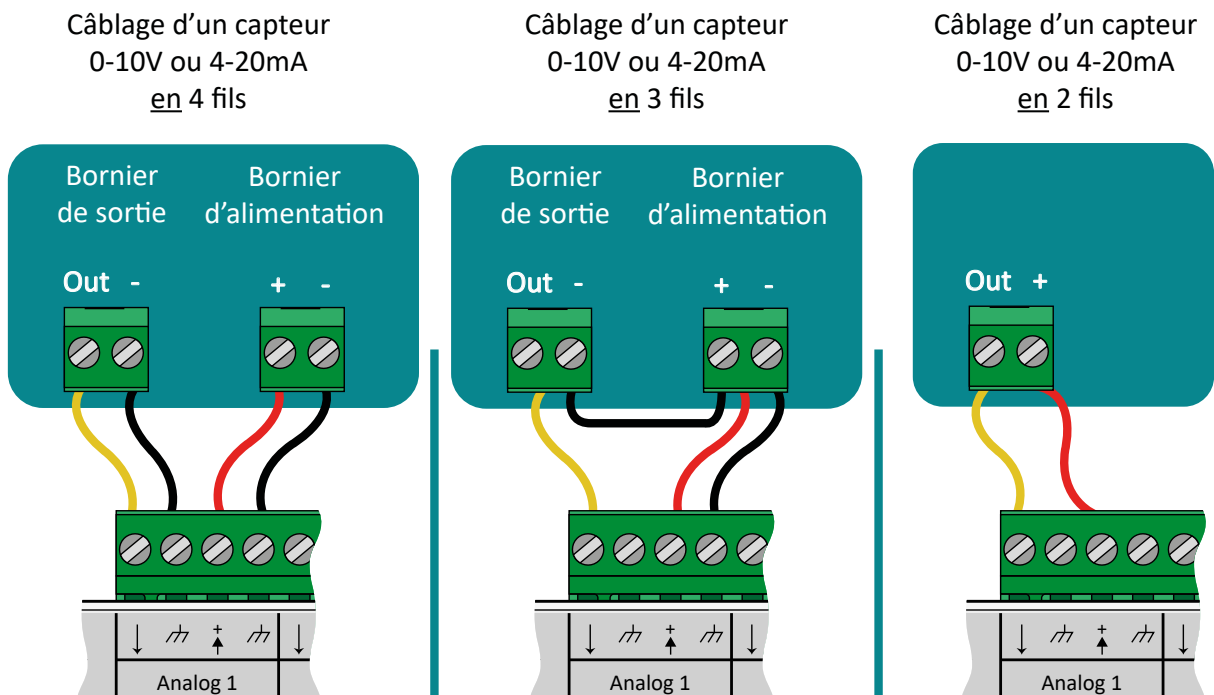 Câblage d'un capteur
0-10V ou 4-20mA
en 4 fils
Bornier
de sortie
Bornier
d'alimentation
Out -
+ -
+
Analog 1
Câblage d'un capteur
0-10V ou 4-20mA
en 3 fils
Bornier
de sortie
Bornier
d'alimentation
Out -
+ -
+
Analog 1
Câblage d'un capteur
0-10V ou 4-20mA
en 2 fils
Out +
+
Analog 1